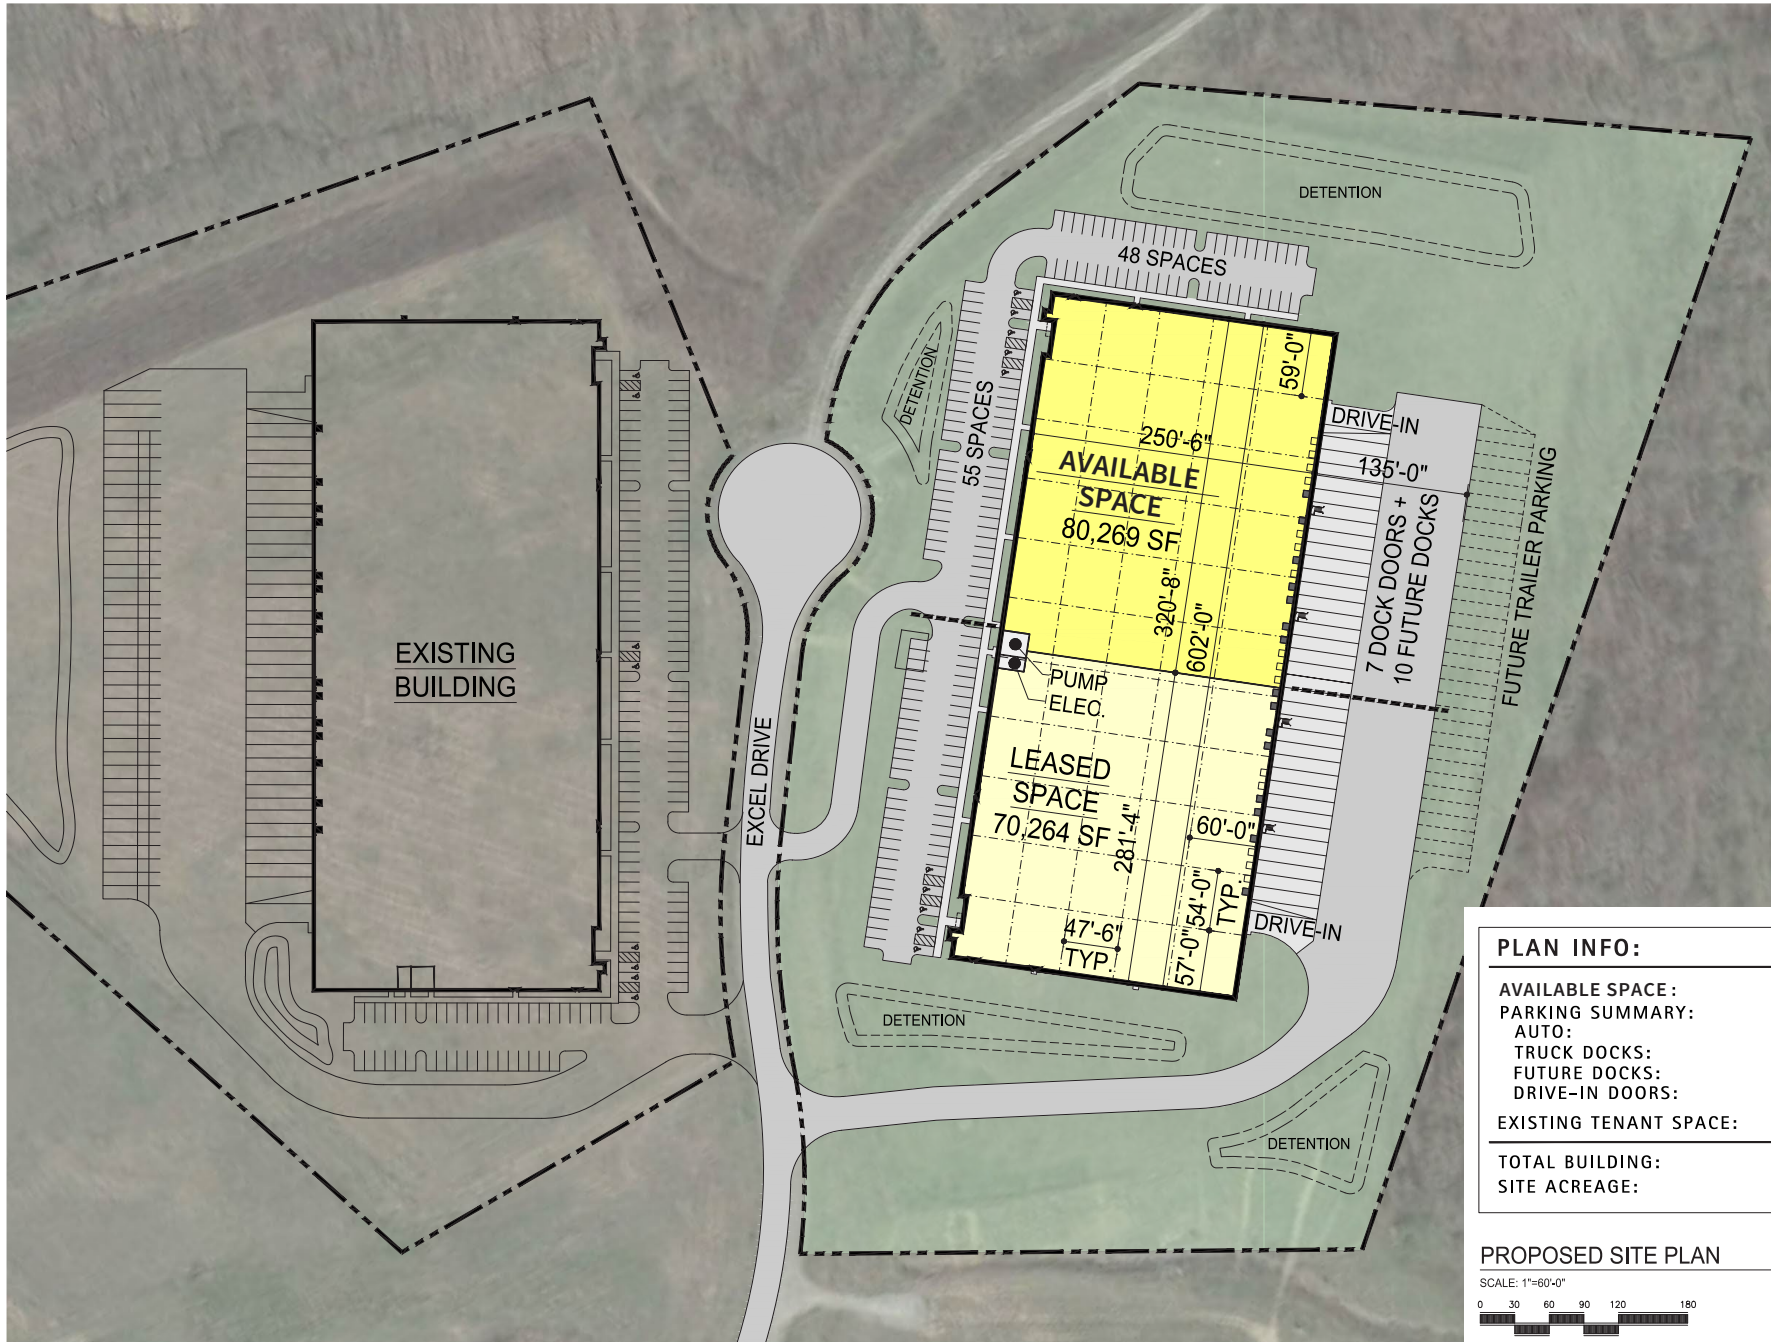 DETENTION
48 SPACES
DETENTION
55 SPACES
59'-0"
DRIVE-IN
250'-6"
135'-0"
AVAILABLE
SPACE
80,269 SF
7 DOCK DOORS +
10 FUTURE DOCKS
FUTURE TRAILER PARKING
320'-8"
602'-0"
EXISTING
BUILDING
PUMP
ELEC.
EXCEL DRIVE
LEASED
SPACE
70,264 SF
281'-4"
60'-0"
54'-0"
TYP.
47'-6"
TYP.
57'-0"
DRIVE-IN
DETENTION
DETENTION
PLAN INFO:
AVAILABLE SPACE:
PARKING SUMMARY:
AUTO:
TRUCK DOCKS:
FUTURE DOCKS:
DRIVE-IN DOORS:
EXISTING TENANT SPACE:
TOTAL BUILDING:
SITE ACREAGE:
PROPOSED SITE PLAN
SCALE: 1"=60'-0"
0 30 60 90 120 180